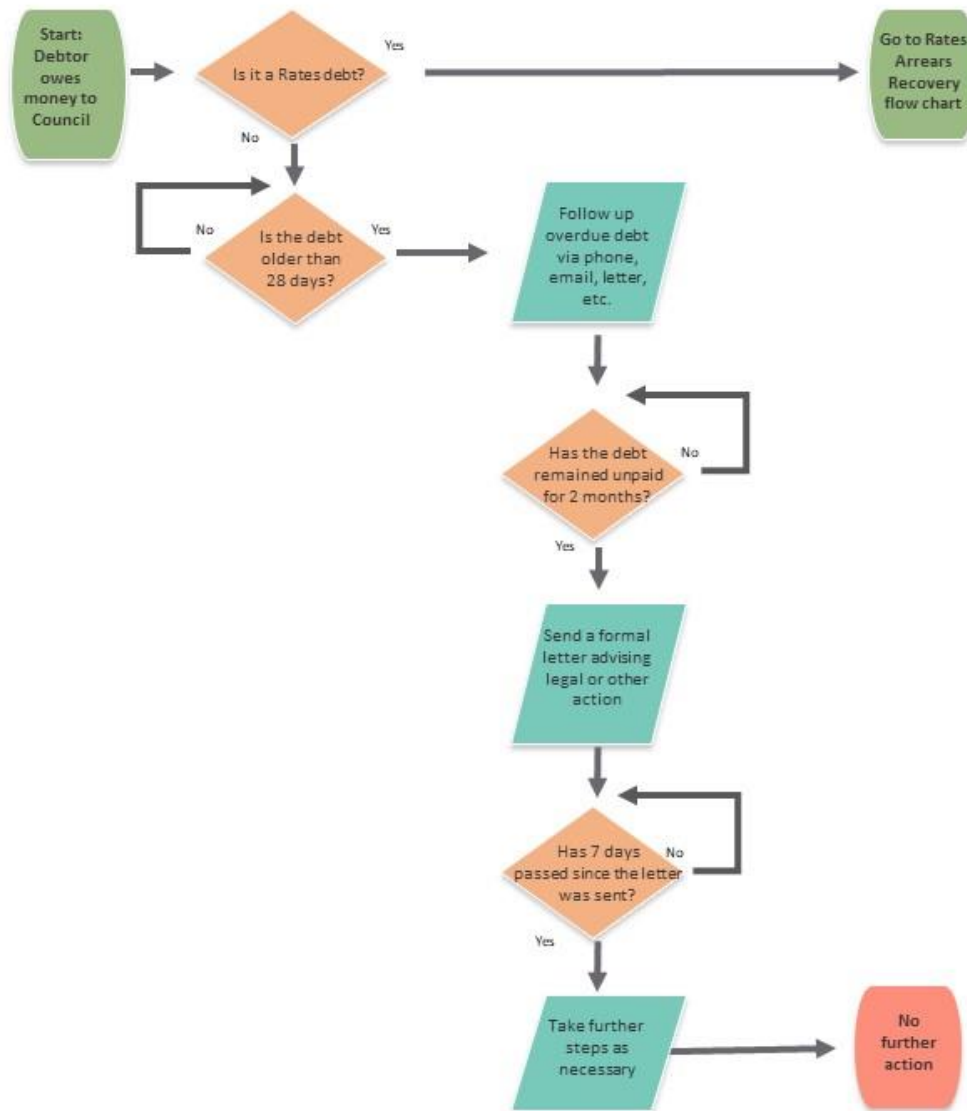 Start:
Debtor
owes
money to
Council
Is it a Rates debt?
Yes
Go to Rates
Arrears
Recovery
flow chart
No
Is the debt
older than
28 days?
No
Yes
Follow up
overdue debt
via phone,
email, letter,
etc.
Has the debt
remained unpaid
for 2 months?
No
Yes
Send a formal
letter advising
legal or other
action
Has 7 days
passed since the letter
was sent?
No
Yes
Take further
steps as
necessary
No
further
action